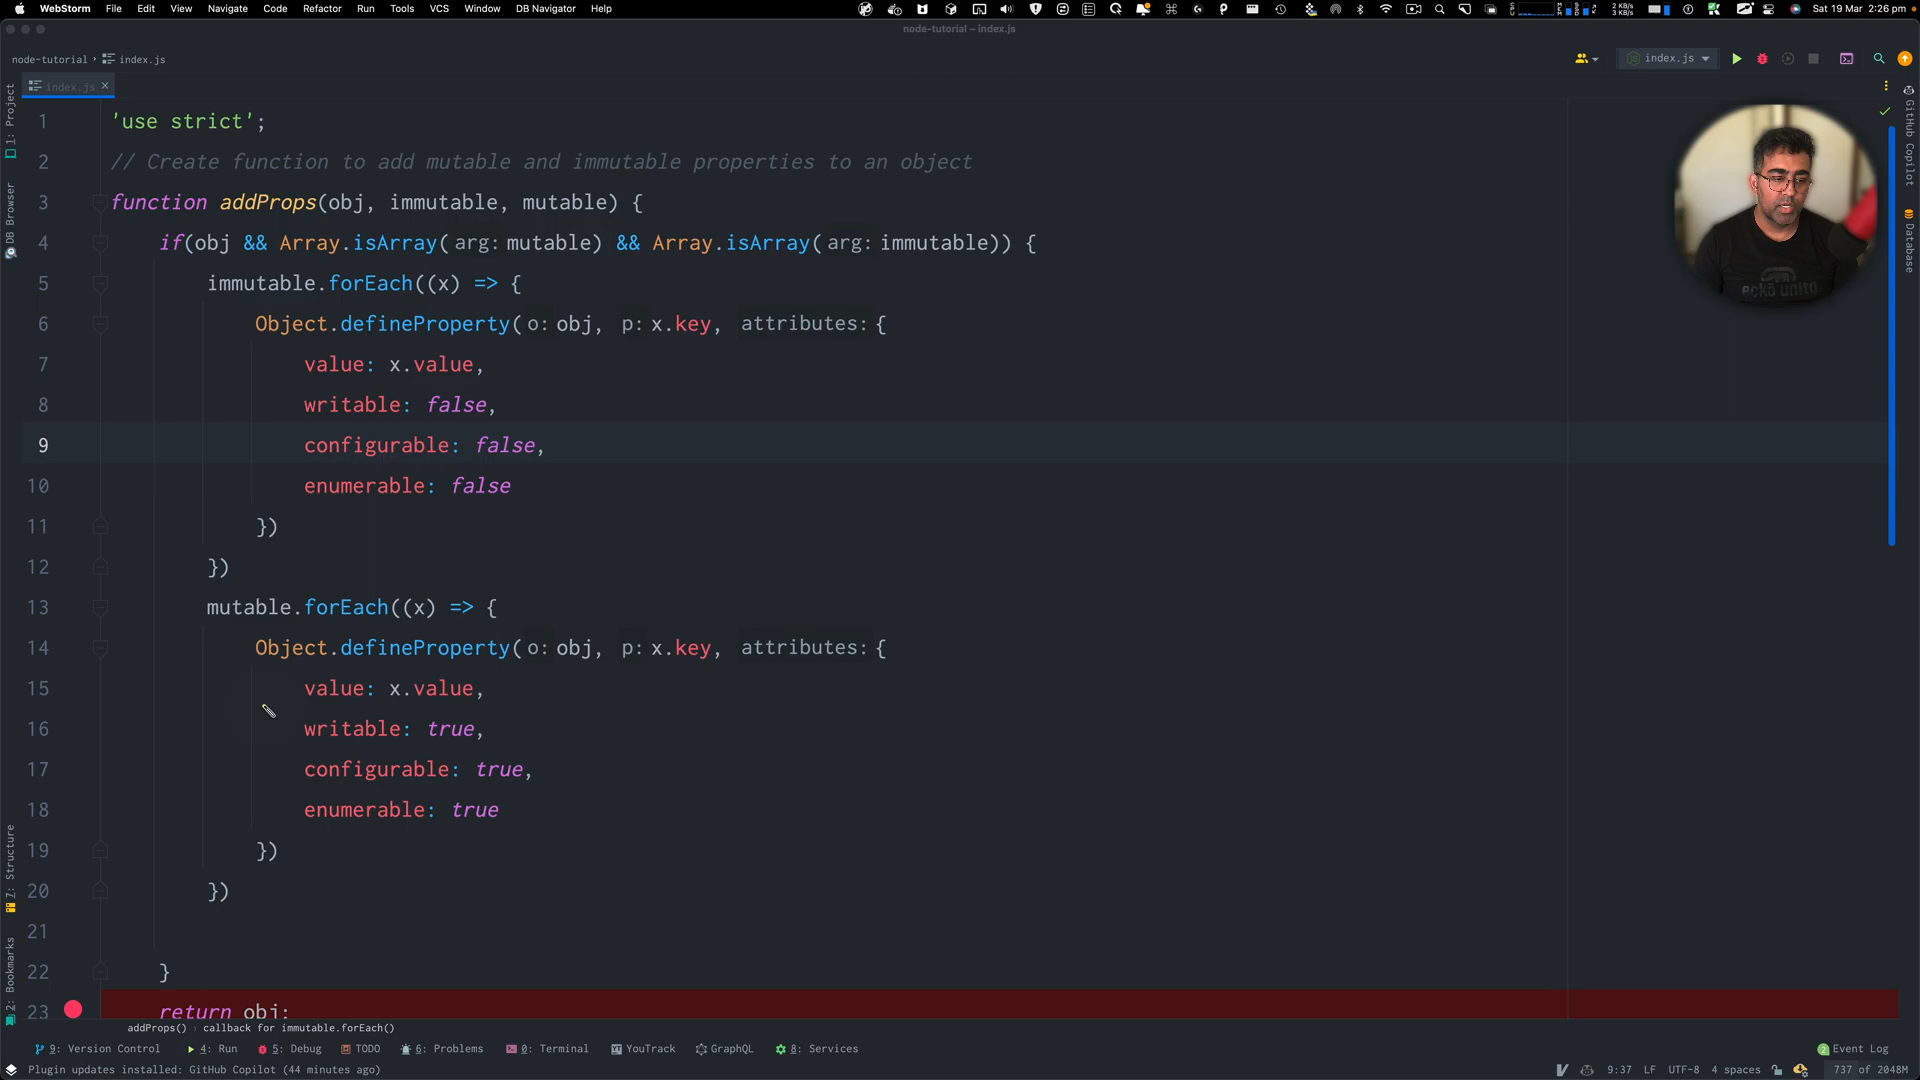 WebStorm File Edit View Navigate Code Refactor Run Tools VCS Window DB Navigator Help
2 KB/s
3 KB/s
Sat 19 Mar 2:26 pm
node-tutorial – index.js
node-tutorial › index.js
index.js
index.js ×
1: Project
DB Browser
7: Structure
2: Bookmarks
GitHub Copilot
Database
1 'use strict';
2 // Create function to add mutable and immutable properties to an object
3 function addProps(obj, immutable, mutable) {
4 if(obj && Array.isArray( arg: mutable) && Array.isArray( arg: immutable)) {
5 immutable.forEach((x) => {
6 Object.defineProperty( o: obj, p: x.key, attributes: {
7 value: x.value,
8 writable: false,
9 configurable: false,
10 enumerable: false
11 })
12 })
13 mutable.forEach((x) => {
14 Object.defineProperty( o: obj, p: x.key, attributes: {
15 value: x.value,
16 writable: true,
17 configurable: true,
18 enumerable: true
19 })
20 })
21
22 }
23 return obj;
ecko unltd
addProps() › callback for immutable.forEach()
9: Version Control 4: Run 5: Debug TODO 6: Problems 0: Terminal YouTrack GraphQL 8: Services 2 Event Log
Plugin updates installed: GitHub Copilot (44 minutes ago) 9:37 LF UTF-8 4 spaces 737 of 2048M